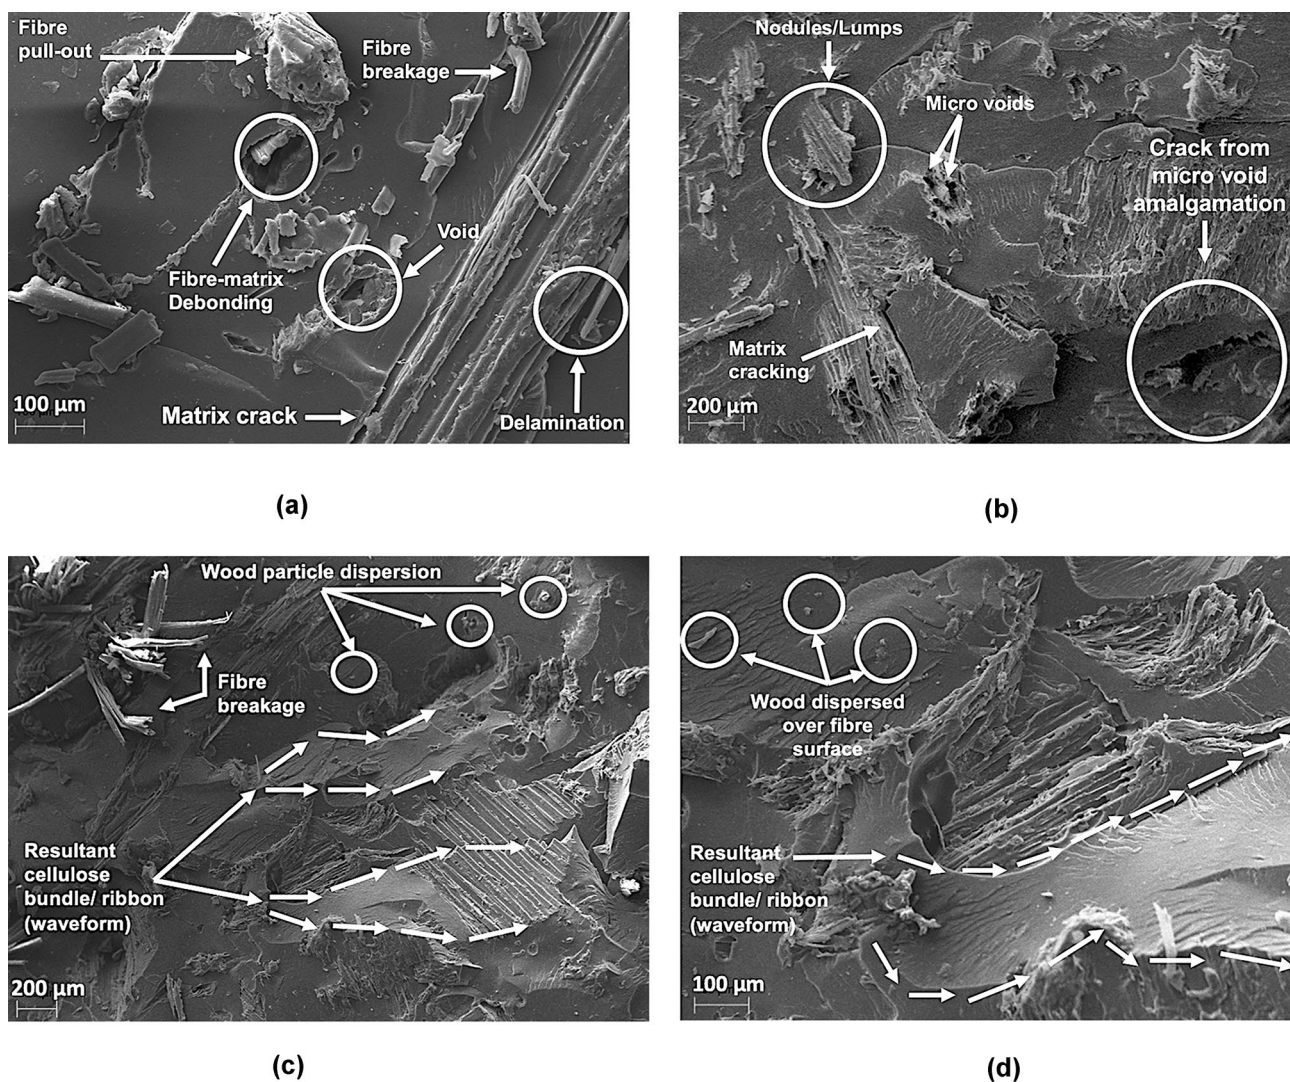 Fibre
pull-out
Fibre
breakage
Fibre-matrix
Debonding
Void
Matrix crack
Delamination
100 µm
(a)
Nodules/Lumps
Micro voids
Crack from
micro void
amalgamation
Matrix
cracking
200 µm
(b)
Wood particle dispersion
Fibre
breakage
Resultant
cellulose
bundle/ ribbon
(waveform)
200 µm
(c)
Wood dispersed
over fibre
surface
Resultant
cellulose
bundle/ ribbon
(waveform)
100 µm
(d)